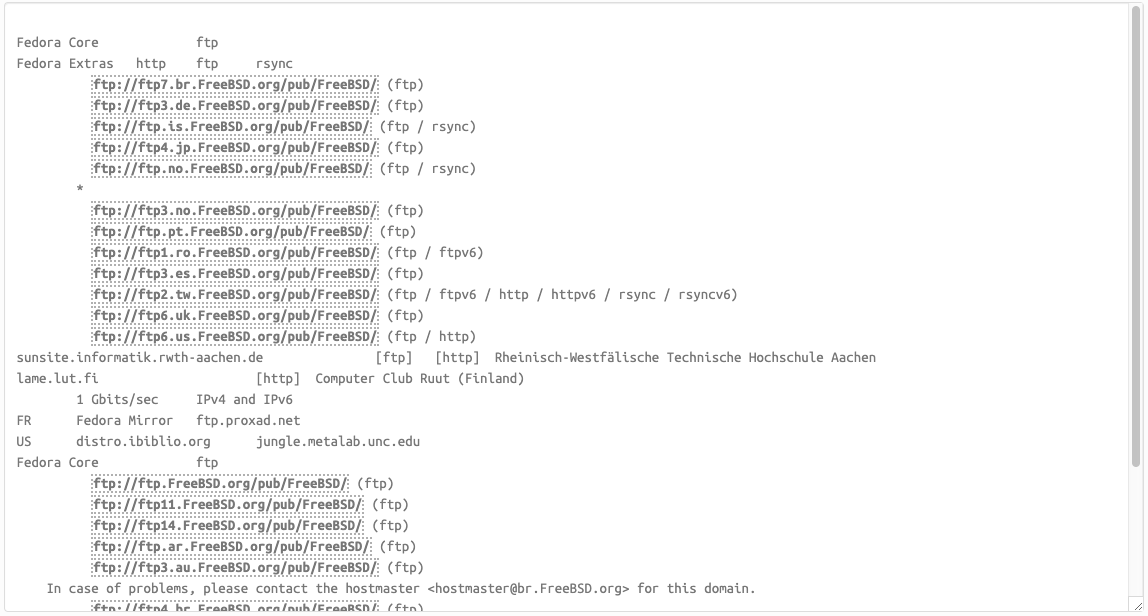 Fedora Core ftp
Fedora Extras http ftp rsync
ftp://ftp7.br.FreeBSD.org/pub/FreeBSD/ (ftp)
ftp://ftp3.de.FreeBSD.org/pub/FreeBSD/ (ftp)
ftp://ftp.is.FreeBSD.org/pub/FreeBSD/ (ftp / rsync)
ftp://ftp4.jp.FreeBSD.org/pub/FreeBSD/ (ftp)
ftp://ftp.no.FreeBSD.org/pub/FreeBSD/ (ftp / rsync)
*
ftp://ftp3.no.FreeBSD.org/pub/FreeBSD/ (ftp)
ftp://ftp.pt.FreeBSD.org/pub/FreeBSD/ (ftp)
ftp://ftp1.ro.FreeBSD.org/pub/FreeBSD/ (ftp / ftpv6)
ftp://ftp3.es.FreeBSD.org/pub/FreeBSD/ (ftp)
ftp://ftp2.tw.FreeBSD.org/pub/FreeBSD/ (ftp / ftpv6 / http / httpv6 / rsync / rsyncv6)
ftp://ftp6.uk.FreeBSD.org/pub/FreeBSD/ (ftp)
ftp://ftp6.us.FreeBSD.org/pub/FreeBSD/ (ftp / http)
sunsite.informatik.rwth-aachen.de [ftp] [http] Rheinisch-Westfälische Technische Hochschule Aachen
lame.lut.fi [http] Computer Club Ruut (Finland)
1 Gbits/sec IPv4 and IPv6
FR Fedora Mirror ftp.proxad.net
US distro.ibiblio.org jungle.metalab.unc.edu
Fedora Core ftp
ftp://ftp.FreeBSD.org/pub/FreeBSD/ (ftp)
ftp://ftp11.FreeBSD.org/pub/FreeBSD/ (ftp)
ftp://ftp14.FreeBSD.org/pub/FreeBSD/ (ftp)
ftp://ftp.ar.FreeBSD.org/pub/FreeBSD/ (ftp)
ftp://ftp3.au.FreeBSD.org/pub/FreeBSD/ (ftp)
In case of problems, please contact the hostmaster <hostmaster@br.FreeBSD.org> for this domain.
ftp://ftp4.br.FreeBSD.org/pub/FreeBSD/ (ftp)